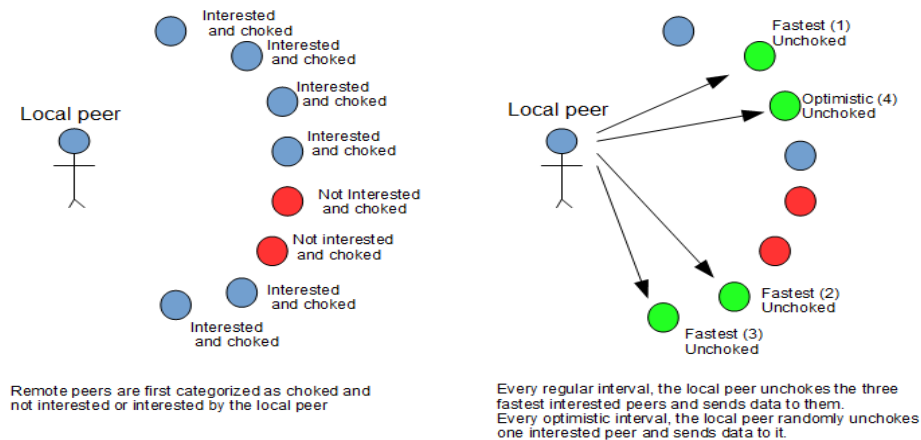 Interested
and choked
Interested
and choked
Interested
and choked
Local peer
Interested
and choked
Not Interested
and choked
Not interested
and choked
Interested
and choked
Interested
and choked
Remote peers are first categorized as choked and
not interested or interested by the local peer
Fastest (1)
Unchoked
Optimistic (4)
Unchoked
Local peer
Fastest (2)
Unchoked
Fastest (3)
Unchoked
Every regular interval, the local peer unchokes the three
fastest interested peers and sends data to them.
Every optimistic interval, the local peer randomly unchokes
one interested peer and sends data to it.